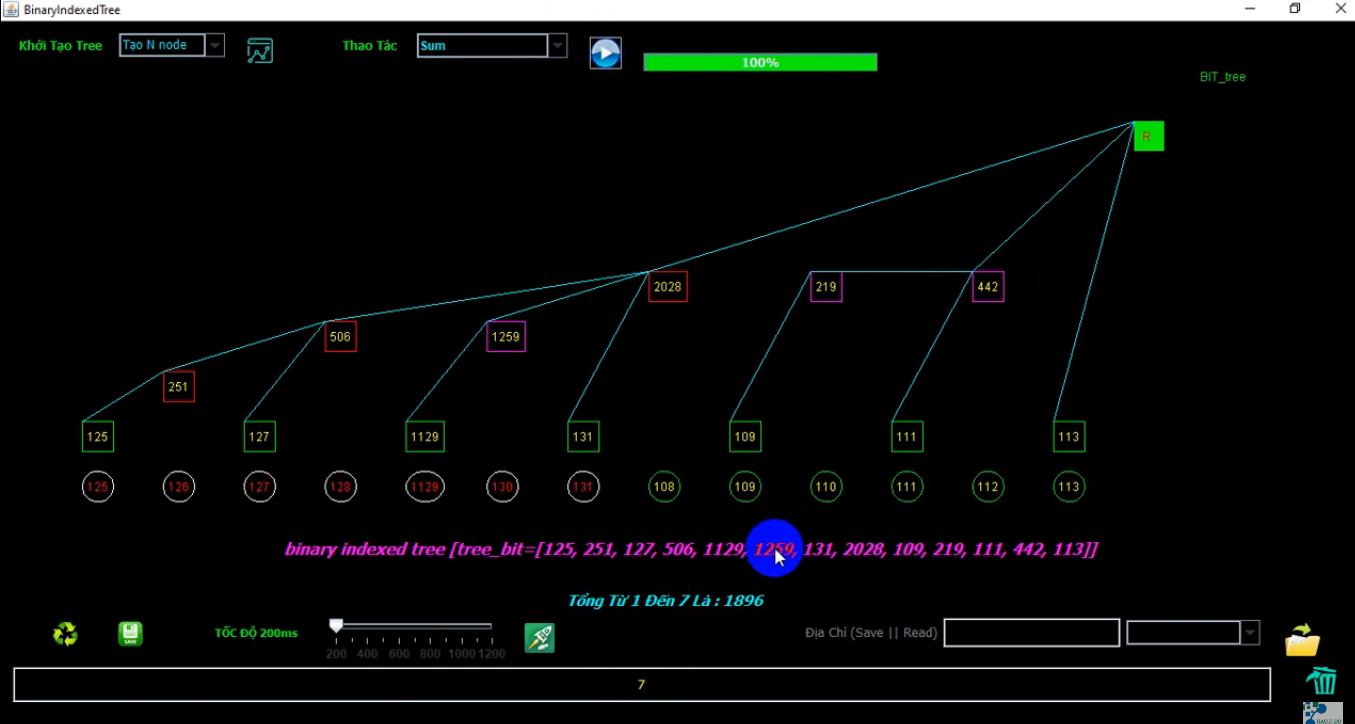 BinaryIndexedTree
Khởi Tạo Tree Tạo N node Thao Tác Sum 100%
BIT_tree
R
2028 219 442
506 1259
251
125 127 1129 131 109 111 113
125 126 127 128 1129 130 131 108 109 110 111 112 113
binary indexed tree [tree_bit=[125, 251, 127, 506, 1129, 1259, 131, 2028, 109, 219, 111, 442, 113]]
Tổng Từ 1 Đến 7 Là : 1896
SAVE TỐC ĐỘ 200ms Địa Chỉ (Save || Read)
200 400 600 800 1000 1200
7